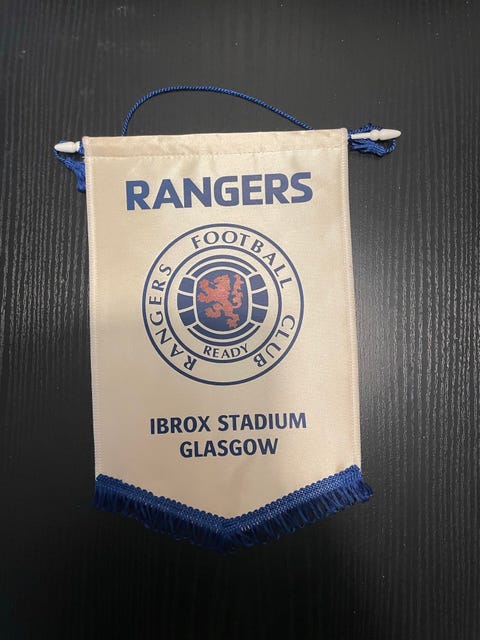 RANGERS
RANGERS FOOTBALL CLUB
READY
IBROX STADIUM
GLASGOW